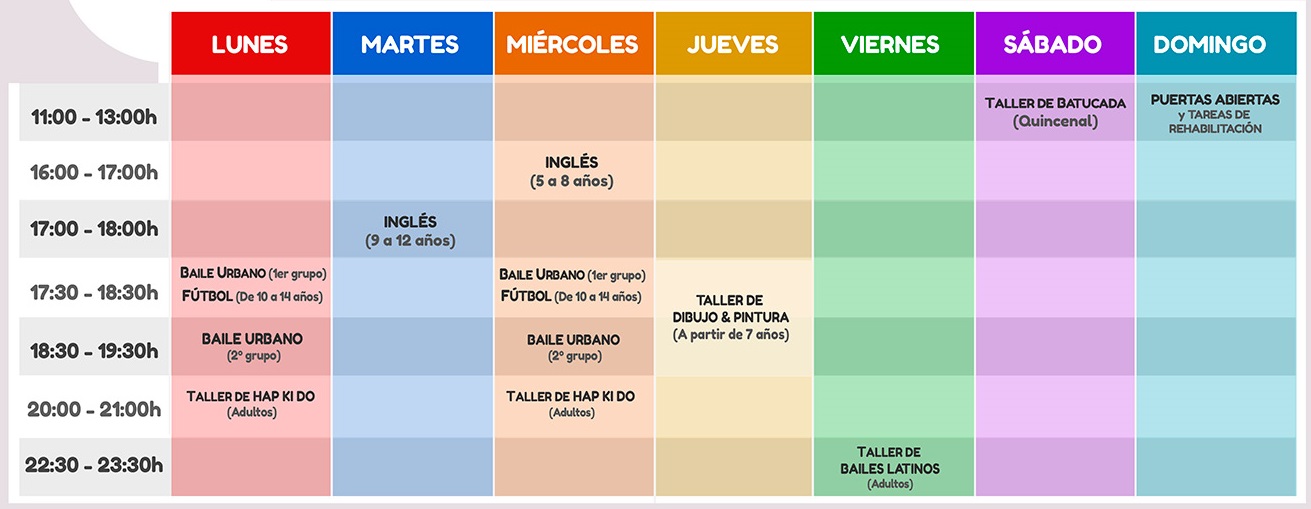 LUNES MARTES MIÉRCOLES JUEVES VIERNES SÁBADO DOMINGO
11:00 - 13:00h
TALLER DE BATUCADA
(Quincenal)
PUERTAS ABIERTAS
y TAREAS DE
REHABILITACIÓN
16:00 - 17:00h
INGLÉS
(5 a 8 años)
17:00 - 18:00h
INGLÉS
(9 a 12 años)
17:30 - 18:30h
BAILE URBANO (1er grupo)
FÚTBOL (De 10 a 14 años)
BAILE URBANO (1er grupo)
FÚTBOL (De 10 a 14 años)
TALLER DE
DIBUJO & PINTURA
(A partir de 7 años)
18:30 - 19:30h
BAILE URBANO
(2º grupo)
BAILE URBANO
(2º grupo)
20:00 - 21:00h
TALLER DE HAP KI DO
(Adultos)
TALLER DE HAP KI DO
(Adultos)
22:30 - 23:30h
TALLER DE
BAILES LATINOS
(Adultos)